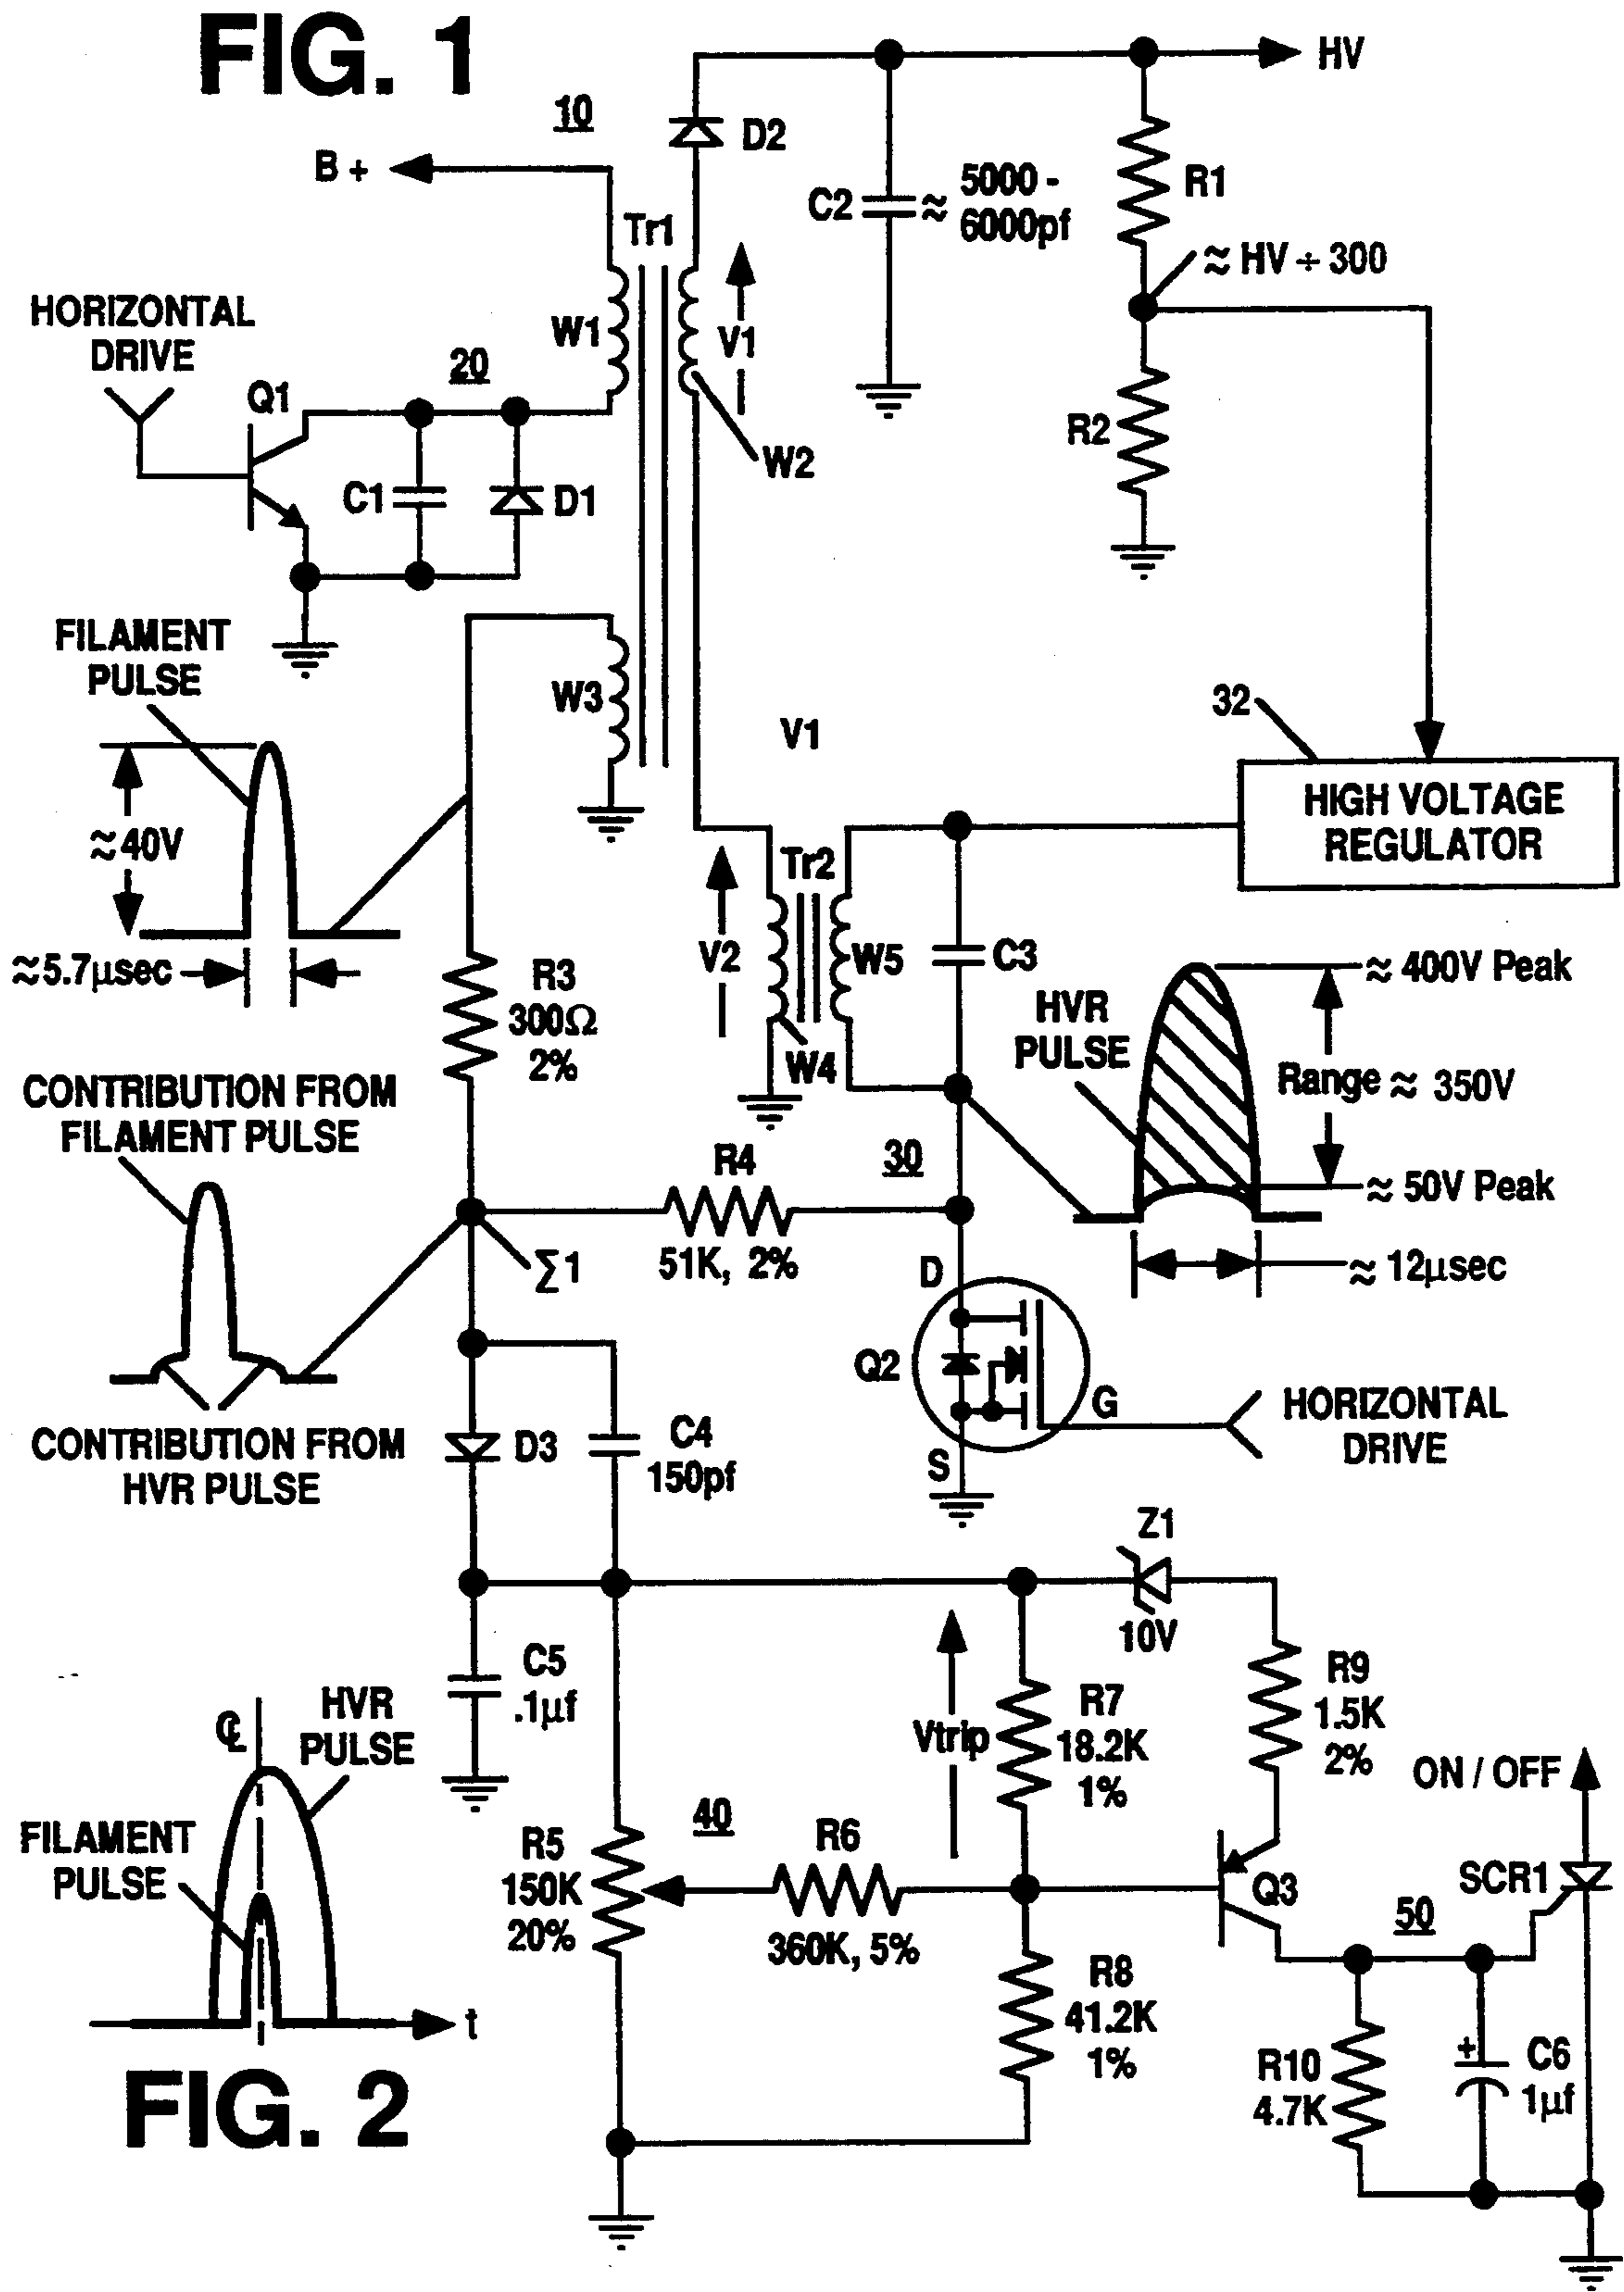 FIG. 1
HV
10
D2
B +
C2
≈
5000 -
6000pf
R1
Tr1
≈ HV ÷ 300
HORIZONTAL
DRIVE
W1
V1
20
Q1
R2
W2
C1
D1
FILAMENT
PULSE
W3
32
V1
HIGH VOLTAGE
REGULATOR
≈40V
Tr2
V2
W5
C3
≈5.7µsec
R3
300Ω
2%
≈ 400V Peak
HVR
PULSE
W4
Range ≈ 350V
CONTRIBUTION FROM
FILAMENT PULSE
R4
30
≈ 50V Peak
51K, 2%
∑1
≈ 12µsec
D
Q2
G
HORIZONTAL
DRIVE
CONTRIBUTION FROM
HVR PULSE
D3
C4
150pf
S
Z1
10V
C5
.1µf
R9
1.5K
2%
℄
HVR
PULSE
Vtrip
R7
18.2K
1%
ON / OFF
FILAMENT
PULSE
R5
150K
20%
40
R6
360K, 5%
Q3
SCR1
50
R8
41.2K
1%
t
R10
4.7K
+
C6
1µf
FIG. 2